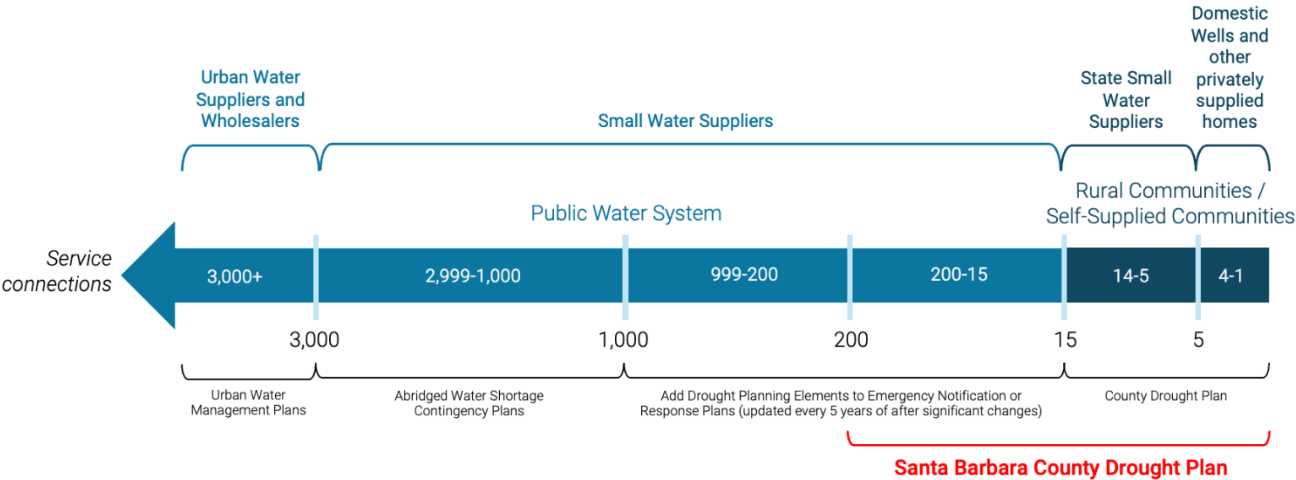 Urban Water
Suppliers and
Wholesalers
Small Water Suppliers
State Small
Water
Suppliers
Domestic
Wells and
other
privately
supplied
homes
Public Water System
Rural Communities /
Self-Supplied Communities
Service
connections
3,000+
2,999-1,000
999-200
200-15
14-5
4-1
3,000
1,000
200
15
5
Urban Water
Management Plans
Abridged Water Shortage
Contingency Plans
Add Drought Planning Elements to Emergency Notification or
Response Plans (updated every 5 years of after significant changes)
County Drought Plan
Santa Barbara County Drought Plan